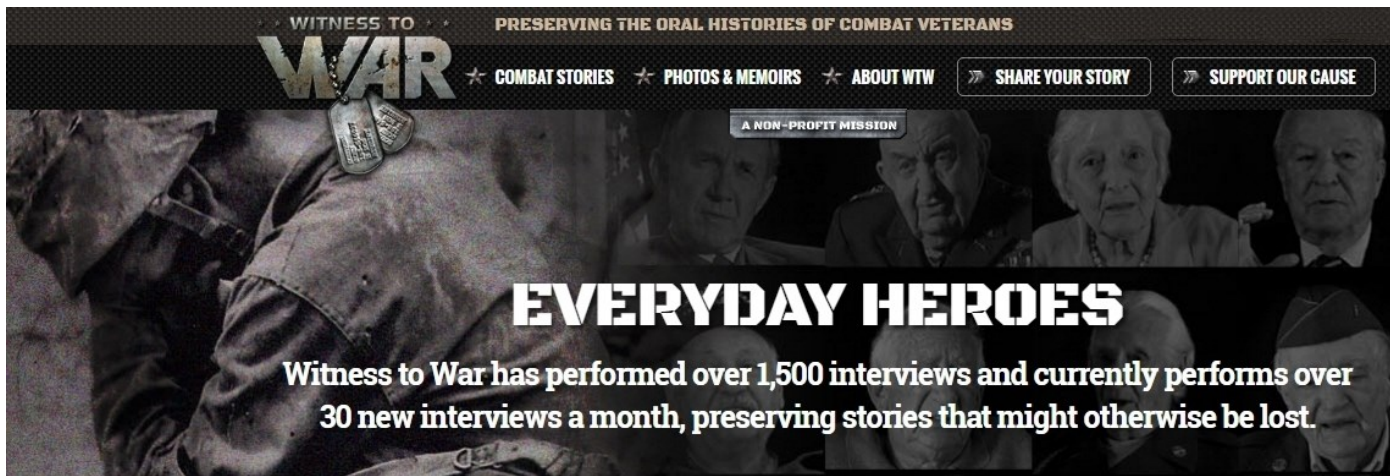 WITNESS TO
WAR
PRESERVING THE ORAL HISTORIES OF COMBAT VETERANS
COMBAT STORIES
PHOTOS & MEMOIRS
ABOUT WTW
SHARE YOUR STORY
SUPPORT OUR CAUSE
A NON-PROFIT MISSION
EVERYDAY HEROES
Witness to War has performed over 1,500 interviews and currently performs over
30 new interviews a month, preserving stories that might otherwise be lost.